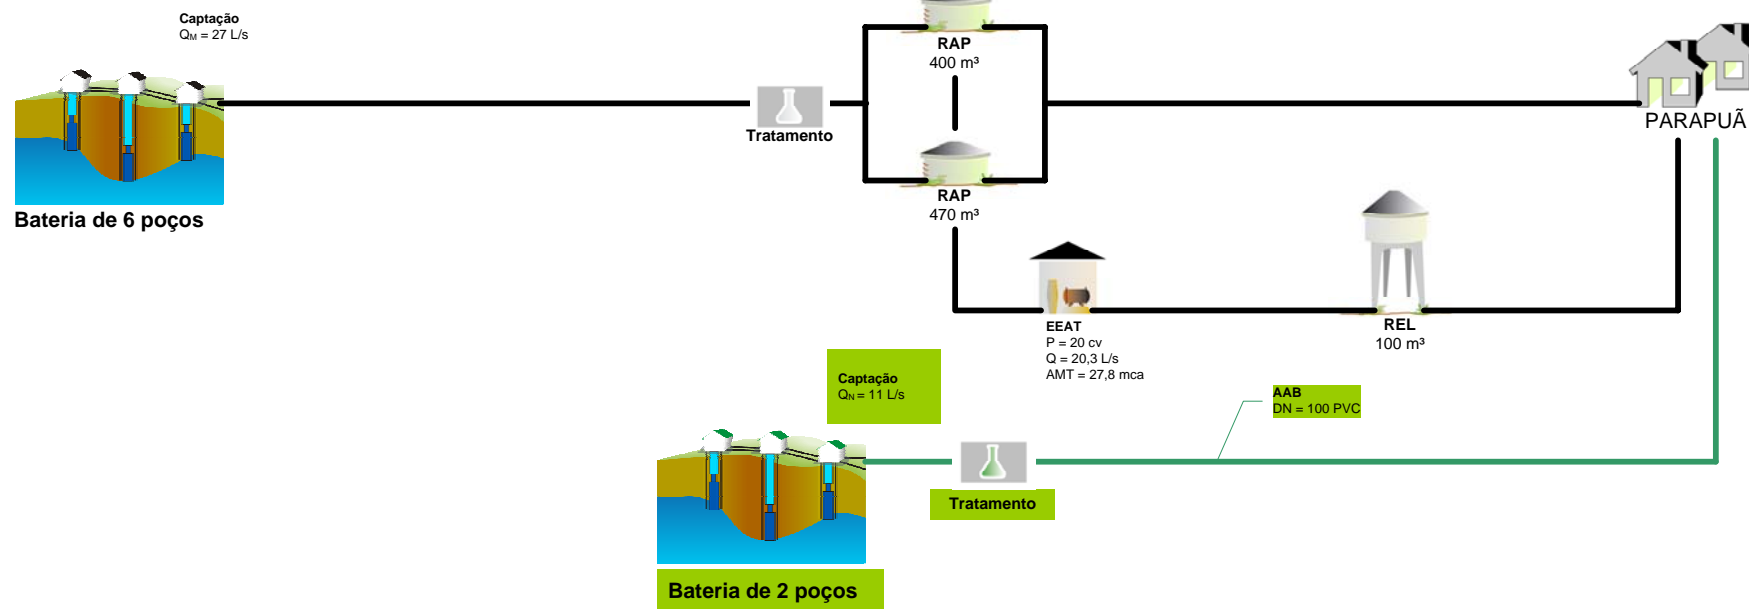 Captação
QM = 27 L/s
RAP
400 m³
Tratamento
PARAPUÃ
RAP
470 m³
Bateria de 6 poços
EEAT
P = 20 cv
Q = 20,3 L/s
AMT = 27,8 mca
REL
100 m³
Captação
QN = 11 L/s
AAB
DN = 100 PVC
Tratamento
Bateria de 2 poços